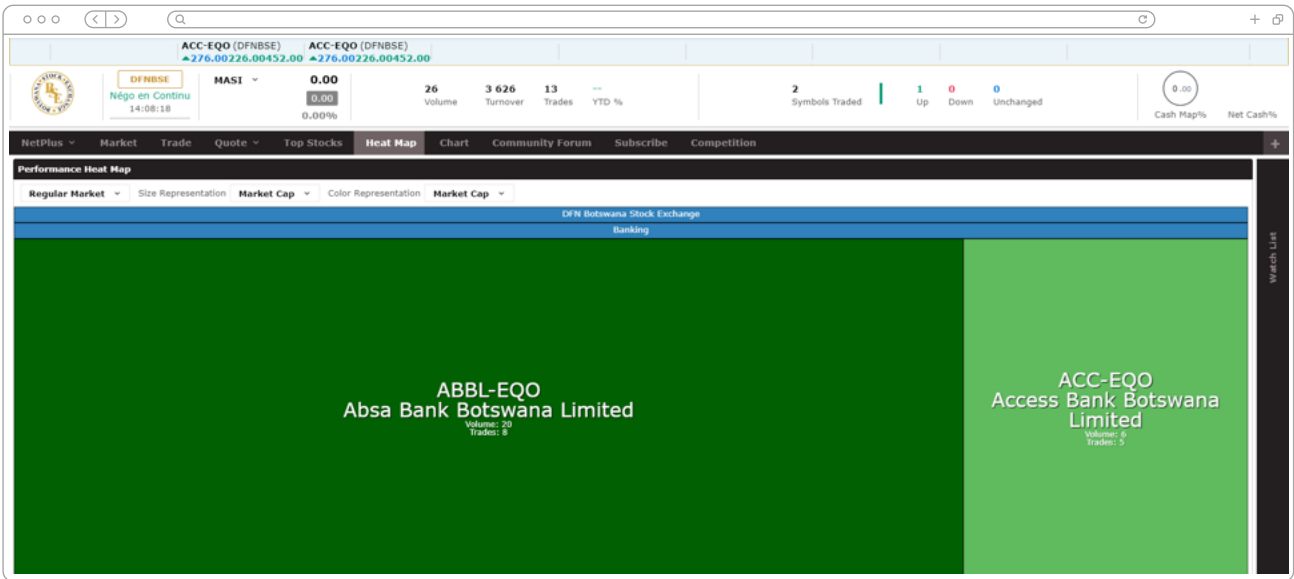 ACC-EQO (DFNBSE) ACC-EQO (DFNBSE)
▲276.00226.00452.00 ▲276.00226.00452.00
DFNBSE
Négo en Continu
14:08:18
MASI
0.00
0.00
0.00%
26 3 626 13 --
Volume Turnover Trades YTD %
2
Symbols Traded
1 0 0
Up Down Unchanged
0.00
Cash Map% Net Cash%
BOTSWANA STOCK EXCHANGE
NetPlus Market Trade Quote Top Stocks Heat Map Chart Community Forum Subscribe Competition +
Performance Heat Map
Regular Market Size Representation Market Cap Color Representation Market Cap
DFN Botswana Stock Exchange
Banking
Watch List
ABBL-EQO
Absa Bank Botswana Limited
Volume: 20
Trades: 8
ACC-EQO
Access Bank Botswana
Limited
Volume: 6
Trades: 5